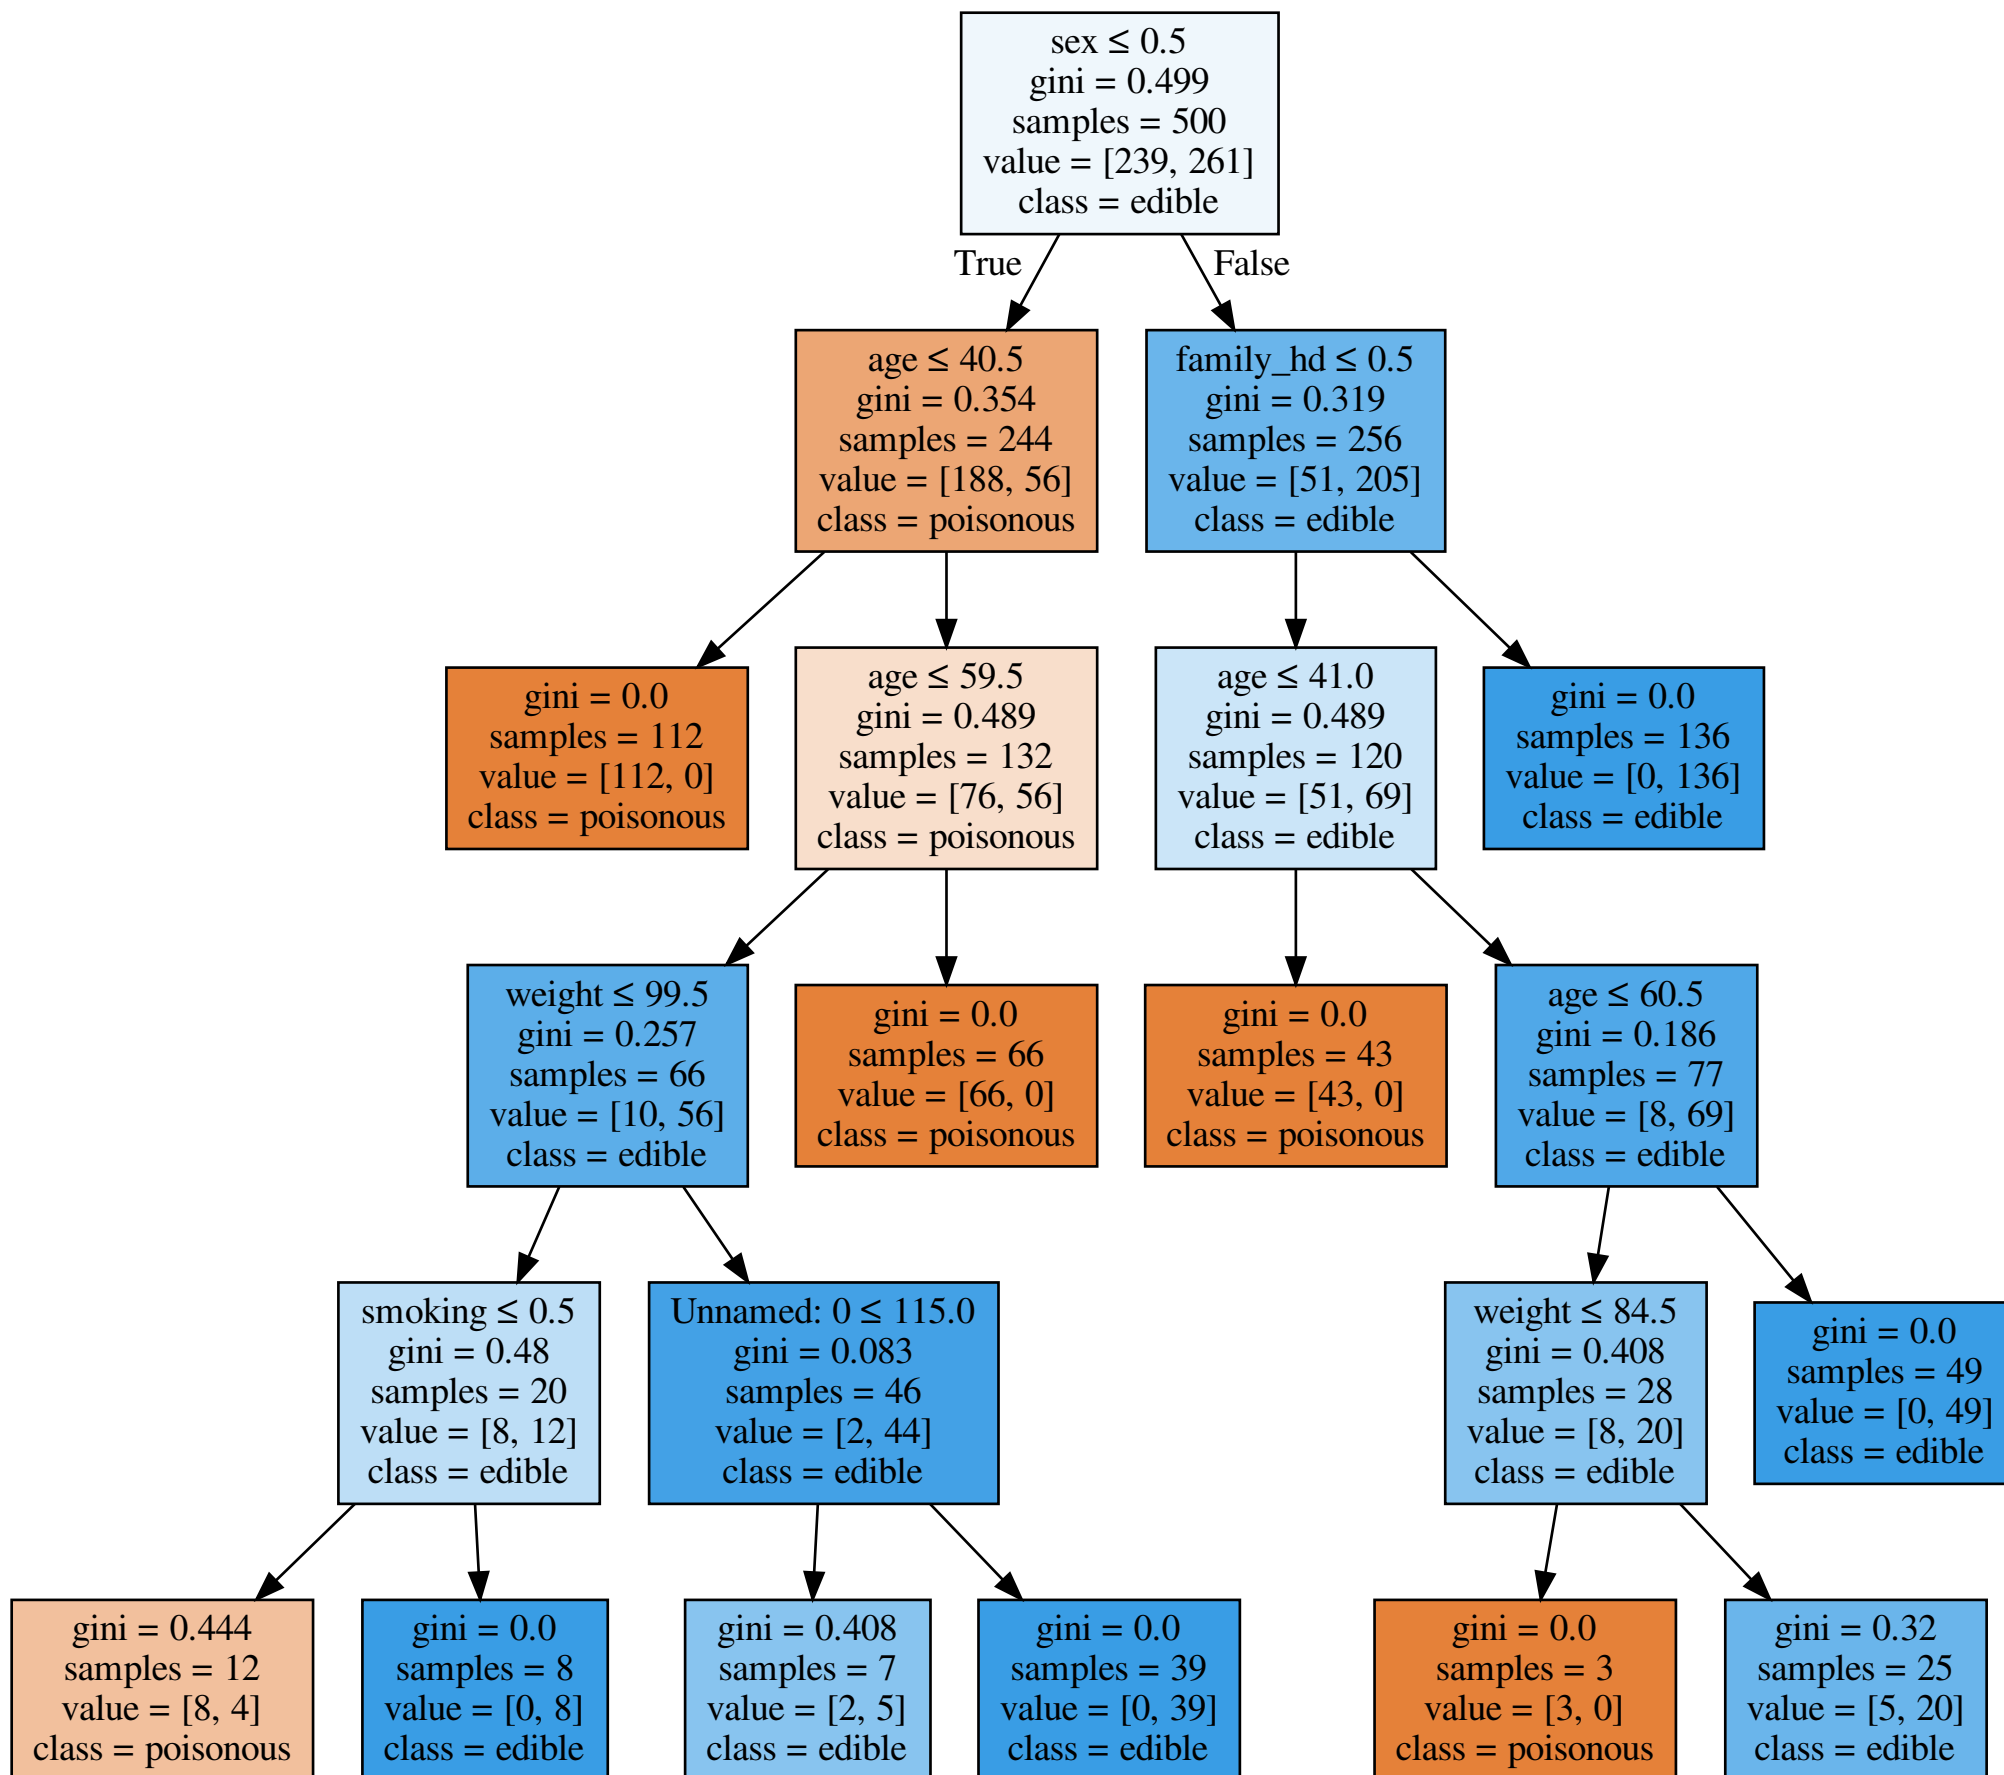 sex ≤ 0.5
gini = 0.499
samples = 500
value = [239, 261]
class = edible
True
False
age ≤ 40.5
gini = 0.354
samples = 244
value = [188, 56]
class = poisonous
family_hd ≤ 0.5
gini = 0.319
samples = 256
value = [51, 205]
class = edible
gini = 0.0
samples = 112
value = [112, 0]
class = poisonous
age ≤ 59.5
gini = 0.489
samples = 132
value = [76, 56]
class = poisonous
age ≤ 41.0
gini = 0.489
samples = 120
value = [51, 69]
class = edible
gini = 0.0
samples = 136
value = [0, 136]
class = edible
weight ≤ 99.5
gini = 0.257
samples = 66
value = [10, 56]
class = edible
gini = 0.0
samples = 66
value = [66, 0]
class = poisonous
gini = 0.0
samples = 43
value = [43, 0]
class = poisonous
age ≤ 60.5
gini = 0.186
samples = 77
value = [8, 69]
class = edible
smoking ≤ 0.5
gini = 0.48
samples = 20
value = [8, 12]
class = edible
Unnamed: 0 ≤ 115.0
gini = 0.083
samples = 46
value = [2, 44]
class = edible
weight ≤ 84.5
gini = 0.408
samples = 28
value = [8, 20]
class = edible
gini = 0.0
samples = 49
value = [0, 49]
class = edible
gini = 0.444
samples = 12
value = [8, 4]
class = poisonous
gini = 0.0
samples = 8
value = [0, 8]
class = edible
gini = 0.408
samples = 7
value = [2, 5]
class = edible
gini = 0.0
samples = 39
value = [0, 39]
class = edible
gini = 0.0
samples = 3
value = [3, 0]
class = poisonous
gini = 0.32
samples = 25
value = [5, 20]
class = edible